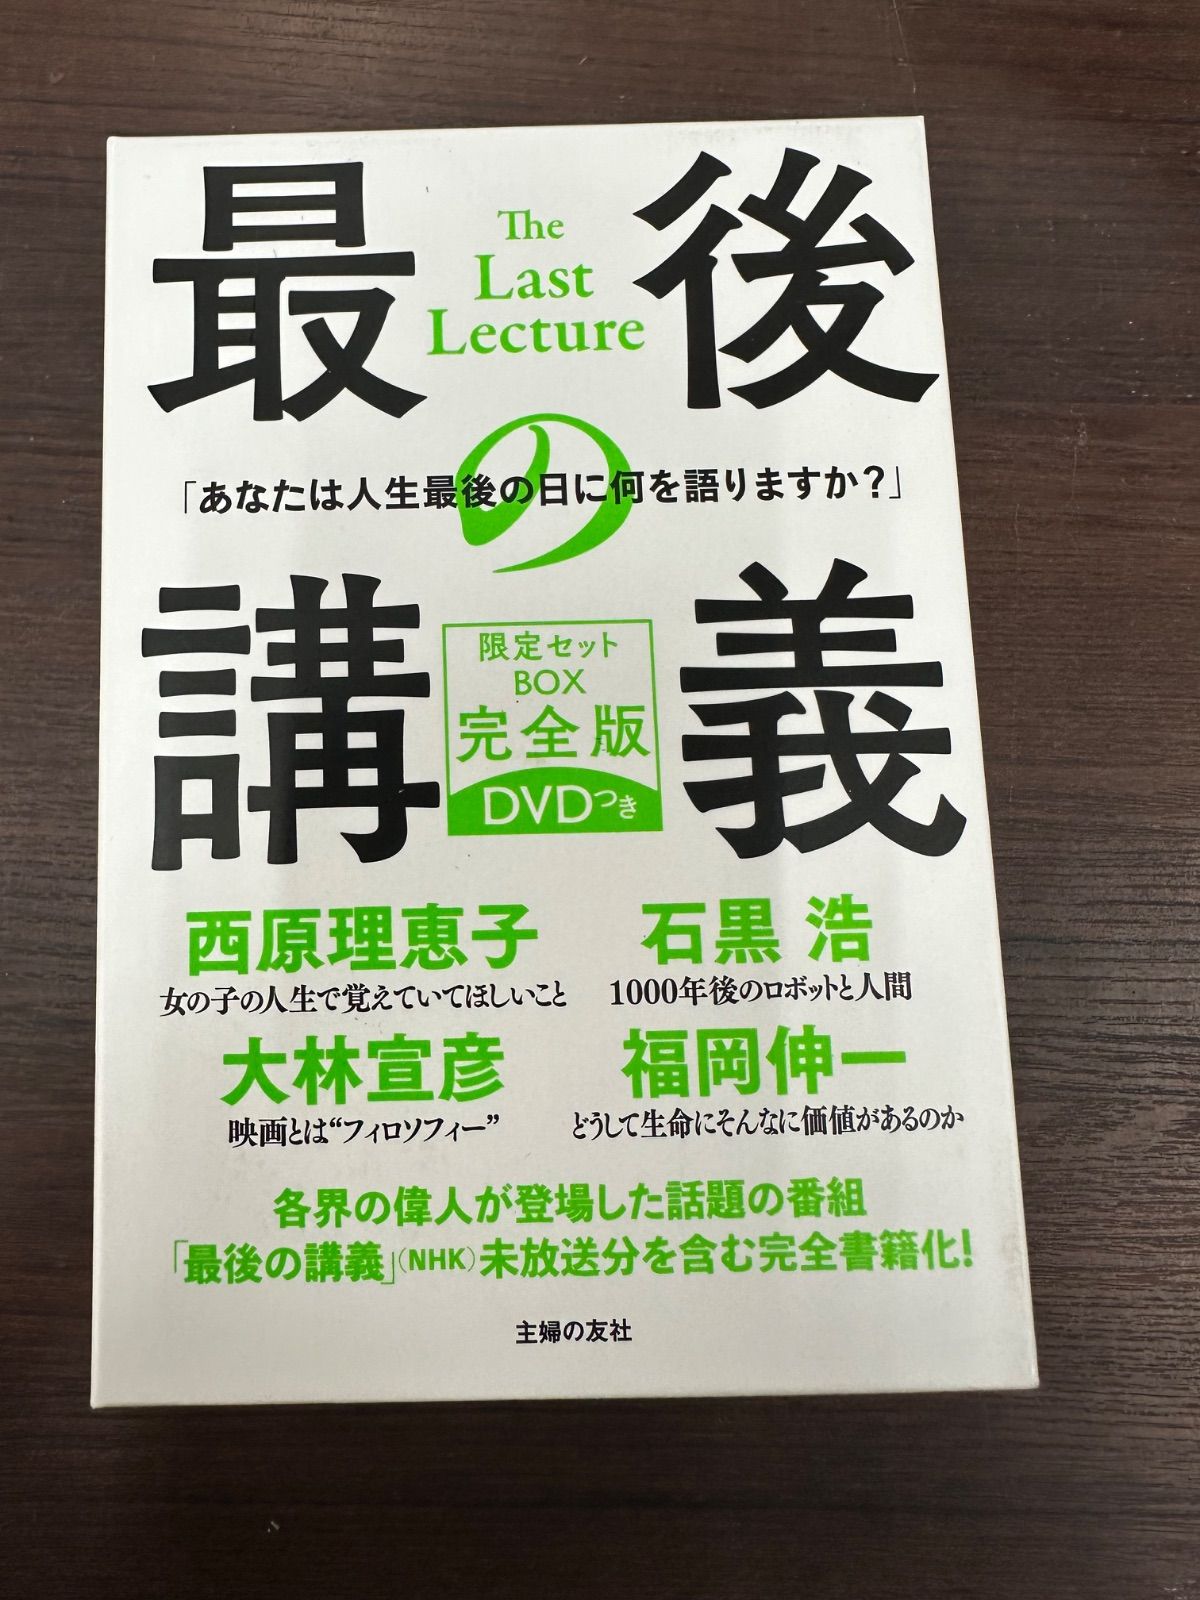 最後の講義
The
Last
Lecture
「あなたは人生最後の日に何を語りますか？」
限定セット
BOX
完全版
DVDつき
西原理恵子
女の子の人生で覚えていてほしいこと
石黒 浩
1000年後のロボットと人間
大林宣彦
映画とは“フィロソフィー”
福岡伸一
どうして生命にそんなに価値があるのか
各界の偉人が登場した話題の番組
「最後の講義」(NHK)未放送分を含む完全書籍化!
主婦の友社